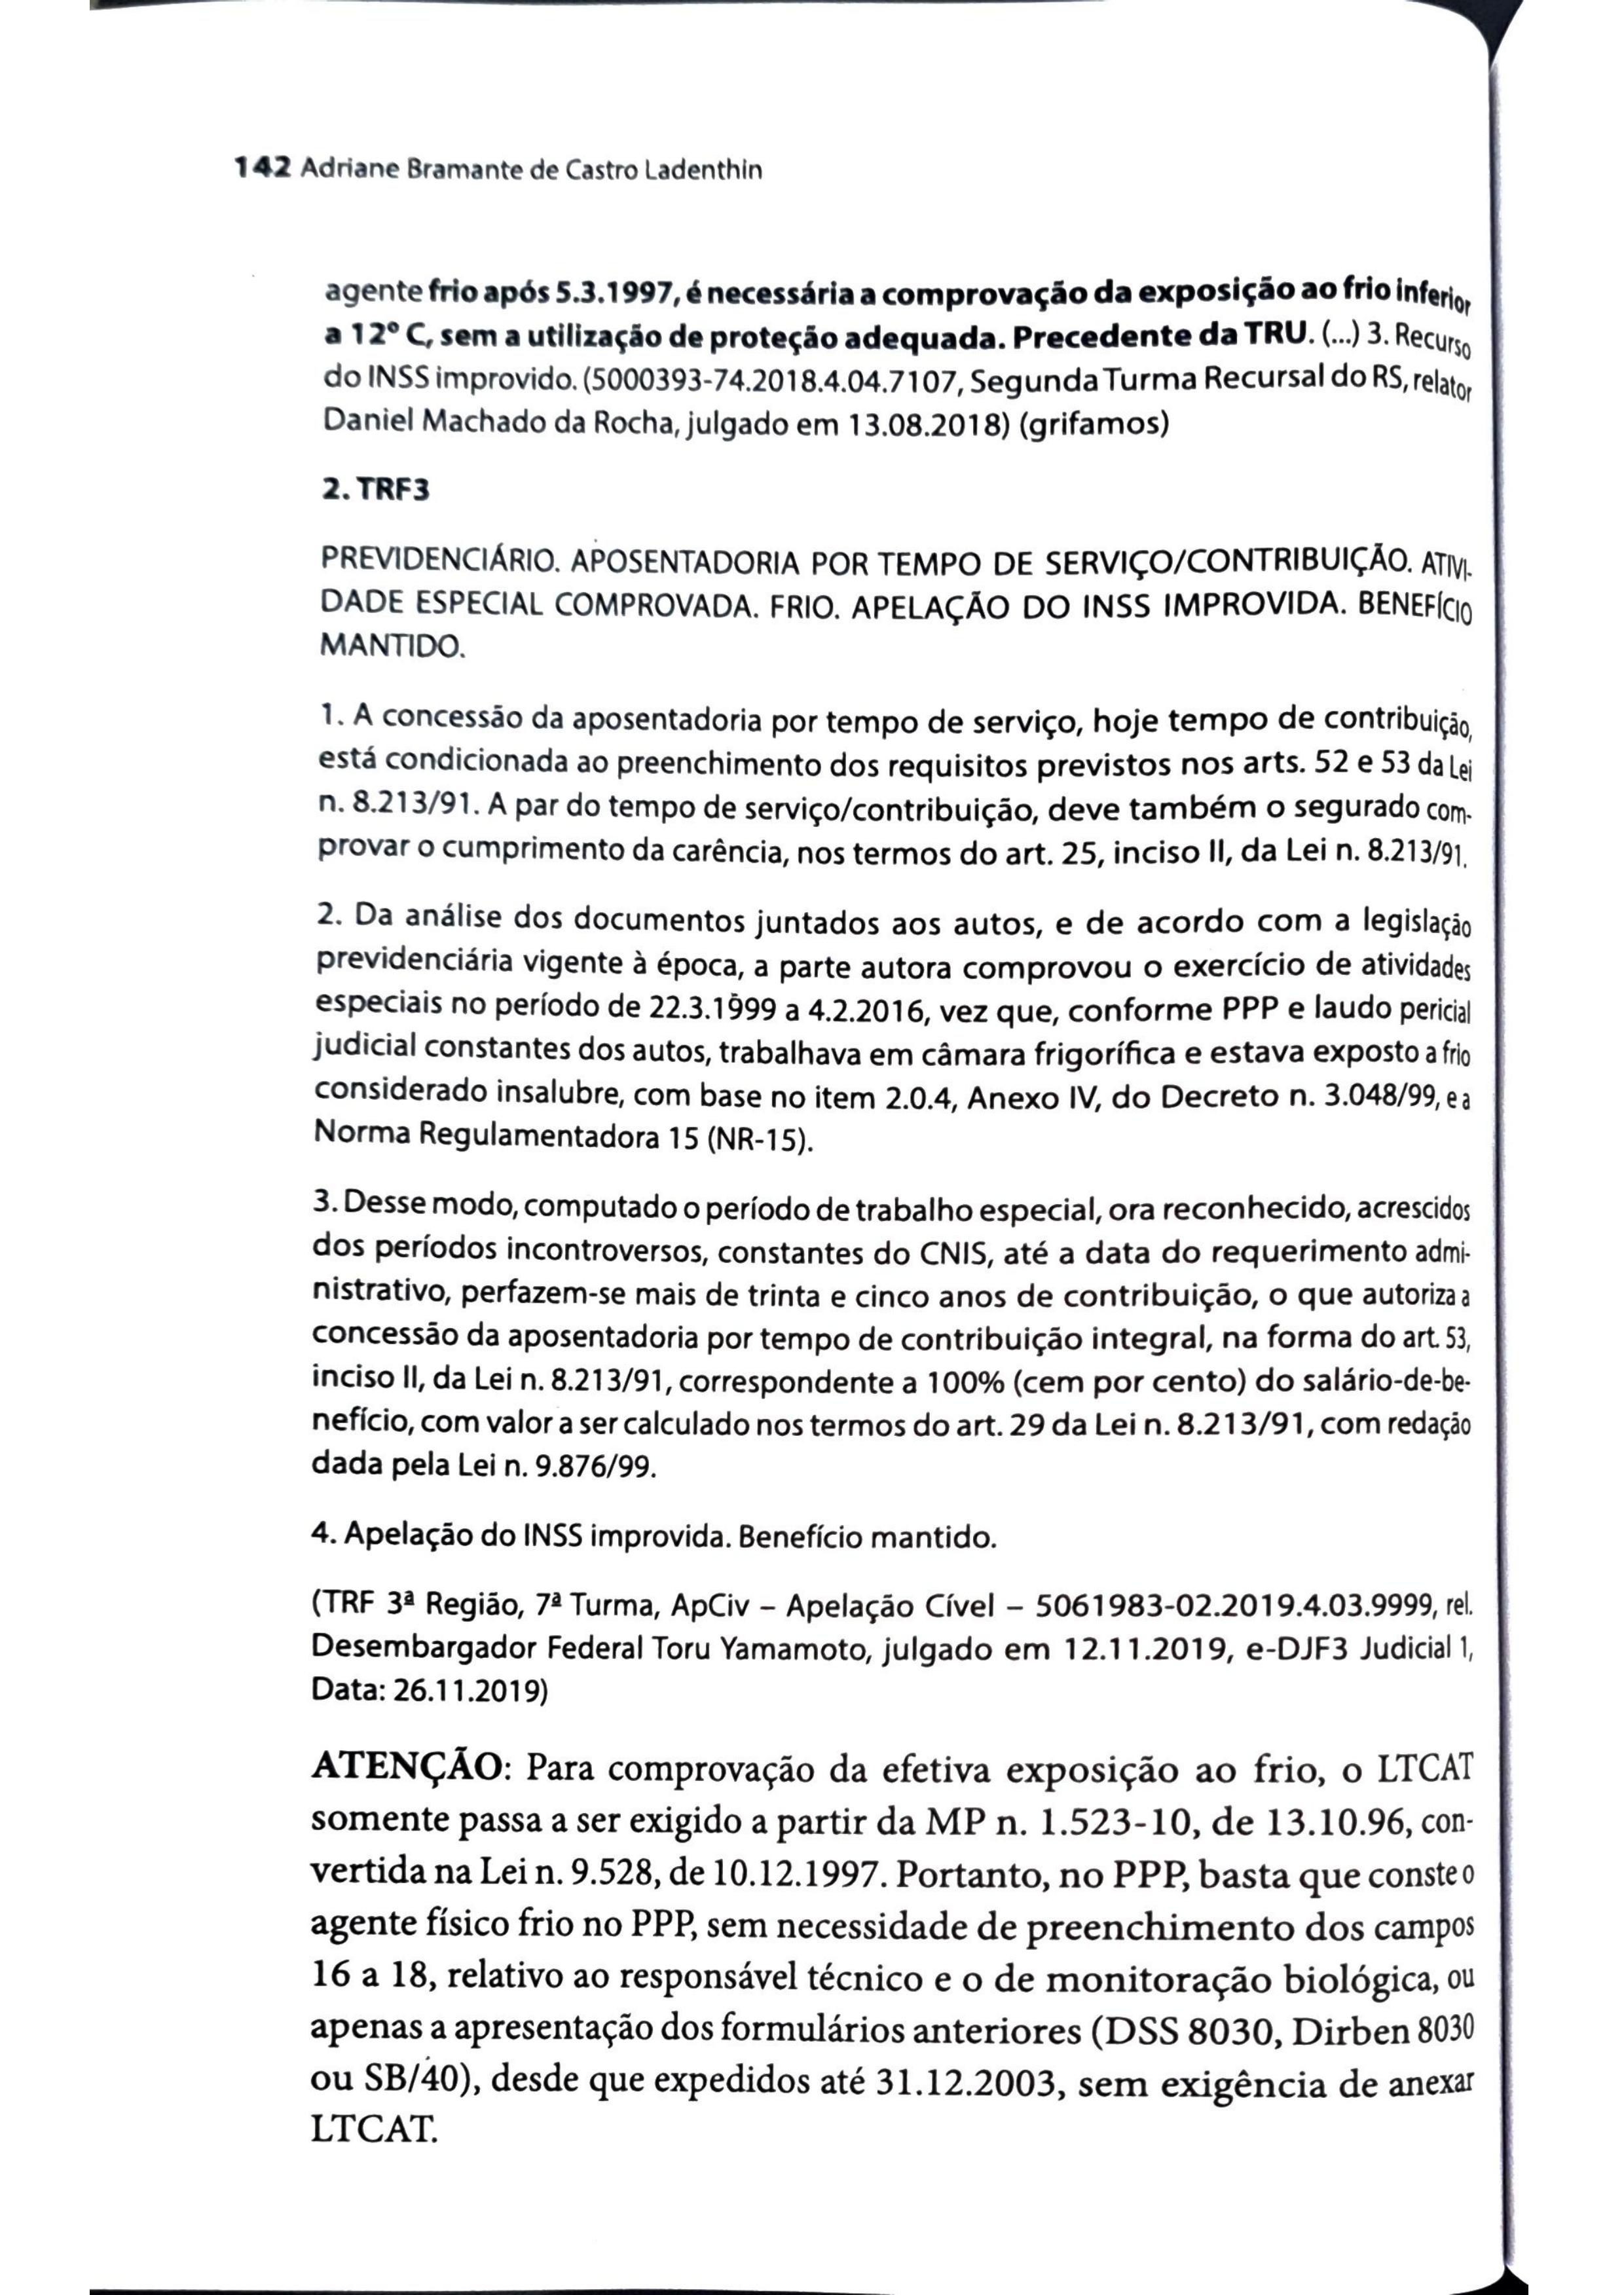 142 Adriane Bramante de Castro Ladenthin
agente frio após 5.3.1997, é necessária a comprovação da exposição ao frio inferior
a 12º C, sem a utilização de proteção adequada. Precedente da TRU. (...) 3. Recurso
do INSS improvido. (5000393-74.2018.4.04.7107, Segunda Turma Recursal do RS, relator
Daniel Machado da Rocha, julgado em 13.08.2018) (grifamos)
2. TRF3
PREVIDENCIÁRIO. APOSENTADORIA POR TEMPO DE SERVIÇO/CONTRIBUIÇÃO. ATIVI-
DADE ESPECIAL COMPROVADA. FRIO. APELAÇÃO DO INSS IMPROVIDA. BENEFÍCIO
MANTIDO.
1. A concessão da aposentadoria por tempo de serviço, hoje tempo de contribuição,
está condicionada ao preenchimento dos requisitos previstos nos arts. 52 e 53 da Lei
n. 8.213/91. A par do tempo de serviço/contribuição, deve também o segurado com-
provar o cumprimento da carência, nos termos do art. 25, inciso II, da Lei n. 8.213/91.
2. Da análise dos documentos juntados aos autos, e de acordo com a legislação
previdenciária vigente à época, a parte autora comprovou o exercício de atividades
especiais no período de 22.3.1999 a 4.2.2016, vez que, conforme PPP e laudo pericial
judicial constantes dos autos, trabalhava em câmara frigorífica e estava exposto a frio
considerado insalubre, com base no item 2.0.4, Anexo IV, do Decreto n. 3.048/99, e a
Norma Regulamentadora 15 (NR-15).
3. Desse modo, computado o período de trabalho especial, ora reconhecido, acrescidos
dos períodos incontroversos, constantes do CNIS, até a data do requerimento admi-
nistrativo, perfazem-se mais de trinta e cinco anos de contribuição, o que autoriza a
concessão da aposentadoria por tempo de contribuição integral, na forma do art. 53,
inciso II, da Lei n. 8.213/91, correspondente a 100% (cem por cento) do salário-de-be-
nefício, com valor a ser calculado nos termos do art. 29 da Lei n. 8.213/91, com redação
dada pela Lei n. 9.876/99.
4. Apelação do INSS improvida. Benefício mantido.
(TRF 3ª Região, 7ª Turma, ApCiv – Apelação Cível – 5061983-02.2019.4.03.9999, rel.
Desembargador Federal Toru Yamamoto, julgado em 12.11.2019, e-DJF3 Judicial 1,
Data: 26.11.2019)
ATENÇÃO: Para comprovação da efetiva exposição ao frio, o LTCAT
somente passa a ser exigido a partir da MP n. 1.523-10, de 13.10.96, con-
vertida na Lei n. 9.528, de 10.12.1997. Portanto, no PPP, basta que conste o
agente físico frio no PPP, sem necessidade de preenchimento dos campos
16 a 18, relativo ao responsável técnico e o de monitoração biológica, ou
apenas a apresentação dos formulários anteriores (DSS 8030, Dirben 8030
ou SB/40), desde que expedidos até 31.12.2003, sem exigência de anexar
LTCAT.